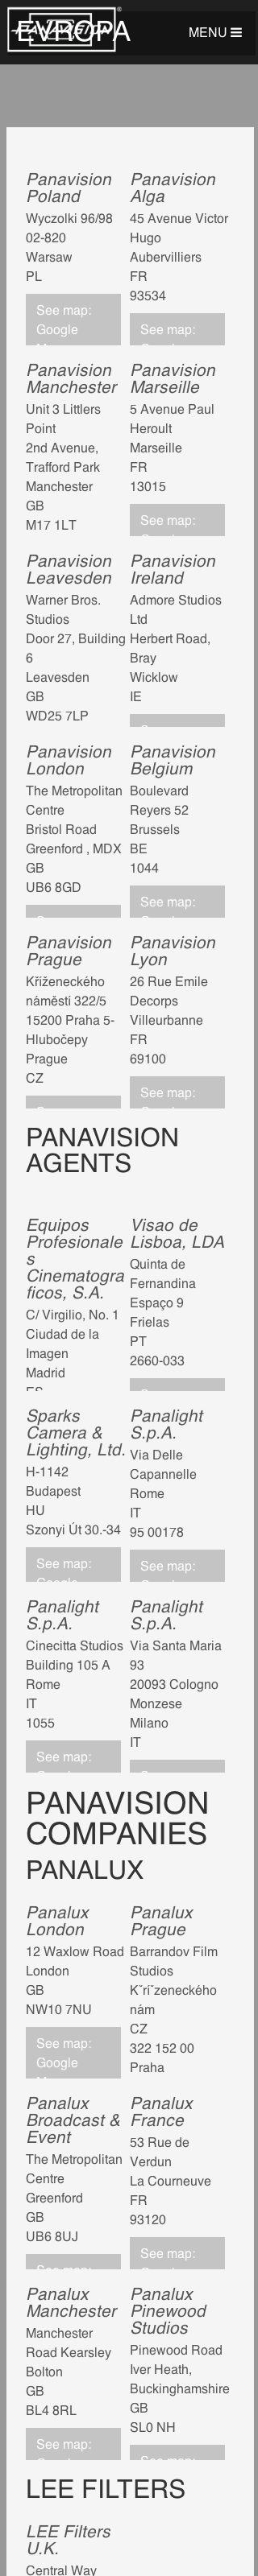 PANAVISION
EVROPA
MENU
Panavision
Poland
Wyczolki 96/98
02-820
Warsaw
PL
See map:
Google
Panavision
Alga
45 Avenue Victor
Hugo
Aubervilliers
FR
93534
See map:
Panavision
Manchester
Unit 3 Littlers
Point
2nd Avenue,
Trafford Park
Manchester
GB
M17 1LT
Panavision
Marseille
5 Avenue Paul
Heroult
Marseille
FR
13015
See map:
Panavision
Leavesden
Warner Bros.
Studios
Door 27, Building
6
Leavesden
GB
WD25 7LP
Panavision
Ireland
Admore Studios
Ltd
Herbert Road,
Bray
Wicklow
IE
Panavision
London
The Metropolitan
Centre
Bristol Road
Greenford , MDX
GB
UB6 8GD
Panavision
Belgium
Boulevard
Reyers 52
Brussels
BE
1044
See map:
Panavision
Prague
Kříženeckého
náměstí 322/5
15200 Praha 5-
Hlubočepy
Prague
CZ
Panavision
Lyon
26 Rue Emile
Decorps
Villeurbanne
FR
69100
See map:
PANAVISION
AGENTS
Equipos
Profesionale
s
Cinematogra
ficos, S.A.
C/ Virgilio, No. 1
Ciudad de la
Imagen
Madrid
ES
Visao de
Lisboa, LDA
Quinta de
Fernandina
Espaço 9
Frielas
PT
2660-033
Sparks
Camera &
Lighting, Ltd.
H-1142
Budapest
HU
Szonyi Út 30.-34
See map:
Panalight
S.p.A.
Via Delle
Capannelle
Rome
IT
95 00178
See map:
Panalight
S.p.A.
Cinecitta Studios
Building 105 A
Rome
IT
1055
See map:
Panalight
S.p.A.
Via Santa Maria
93
20093 Cologno
Monzese
Milano
IT
PANAVISION
COMPANIES
PANALUX
Panalux
London
12 Waxlow Road
London
GB
NW10 7NU
See map:
Google
Panalux
Prague
Barrandov Film
Studios
Kˇríˇzeneckého
nám
CZ
322 152 00
Praha
Panalux
Broadcast &
Event
The Metropolitan
Centre
Greenford
GB
UB6 8UJ
See map:
Panalux
France
53 Rue de
Verdun
La Courneuve
FR
93120
See map:
Panalux
Manchester
Manchester
Road Kearsley
Bolton
GB
BL4 8RL
See map:
Panalux
Pinewood
Studios
Pinewood Road
Iver Heath,
Buckinghamshire
GB
SL0 NH
See map:
LEE FILTERS
LEE Filters
U.K.
Central Way